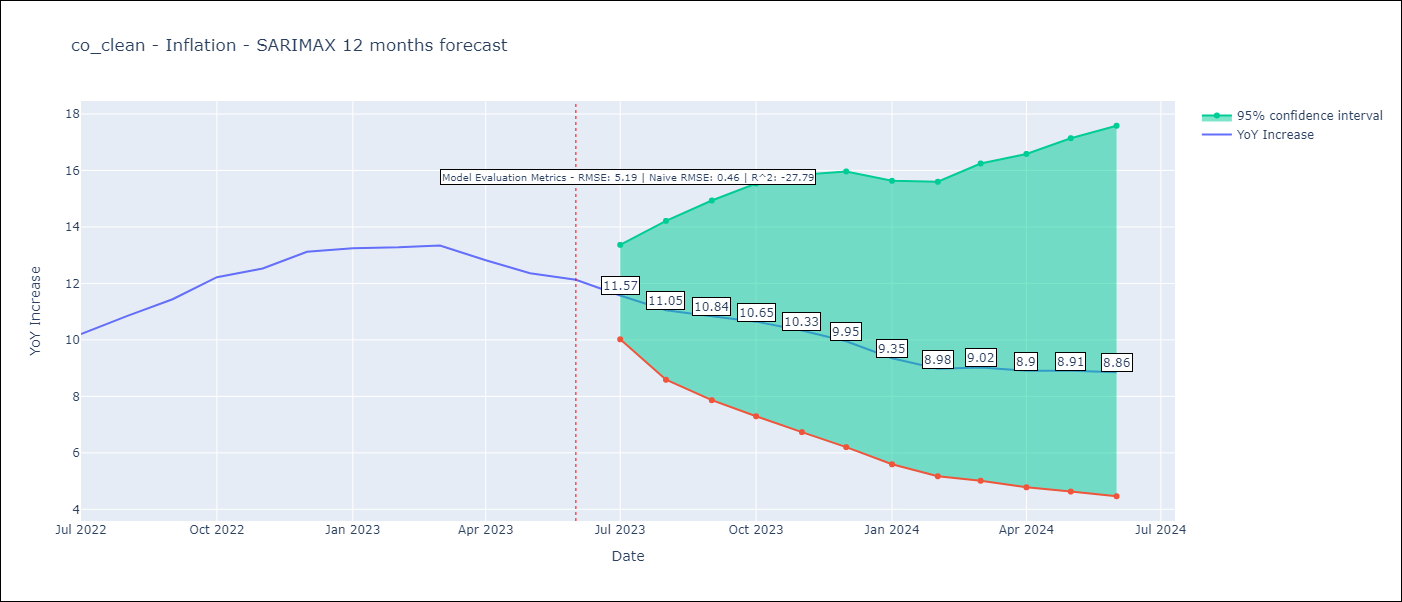 co_clean - Inflation - SARIMAX 12 months forecast
95% confidence interval
YoY Increase
Model Evaluation Metrics - RMSE: 5.19 | Naive RMSE: 0.46 | R^2: -27.79
18
16
14
12
10
8
6
4
YoY Increase
11.57
11.05
10.84
10.65
10.33
9.95
9.35
8.98
9.02
8.9
8.91
8.86
Jul 2022
Oct 2022
Jan 2023
Apr 2023
Jul 2023
Oct 2023
Jan 2024
Apr 2024
Jul 2024
Date